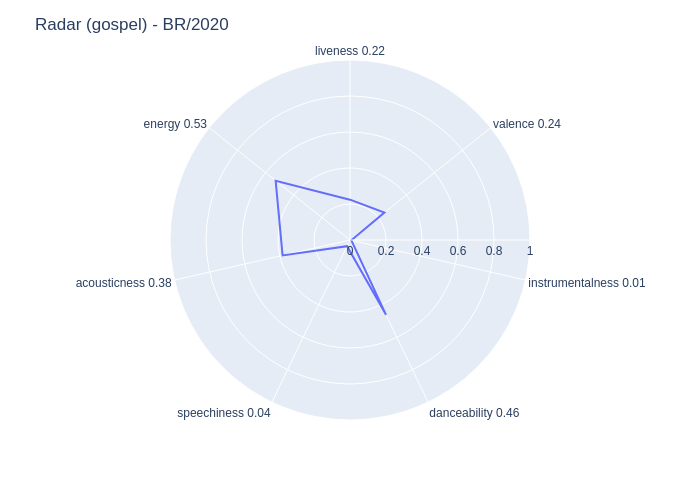 Radar (gospel) - BR/2020
liveness 0.22
energy 0.53
valence 0.24
0
0.2
0.4
0.6
0.8
1
acousticness 0.38
instrumentalness 0.01
speechiness 0.04
danceability 0.46